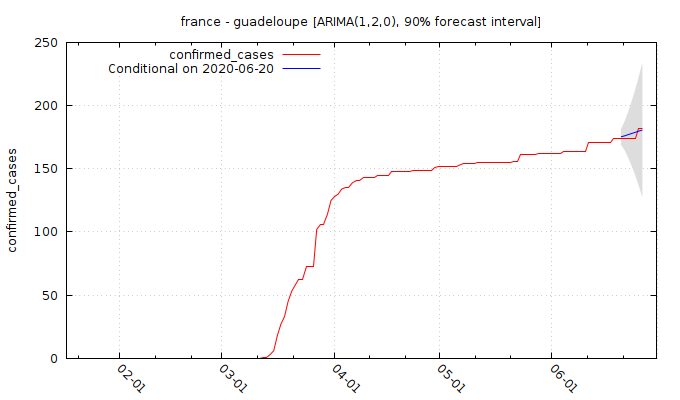 france - guadeloupe [ARIMA(1,2,0), 90% forecast interval]
confirmed_cases
Conditional on 2020-06-20
confirmed_cases
250
200
150
100
50
0
02-01
03-01
04-01
05-01
06-01